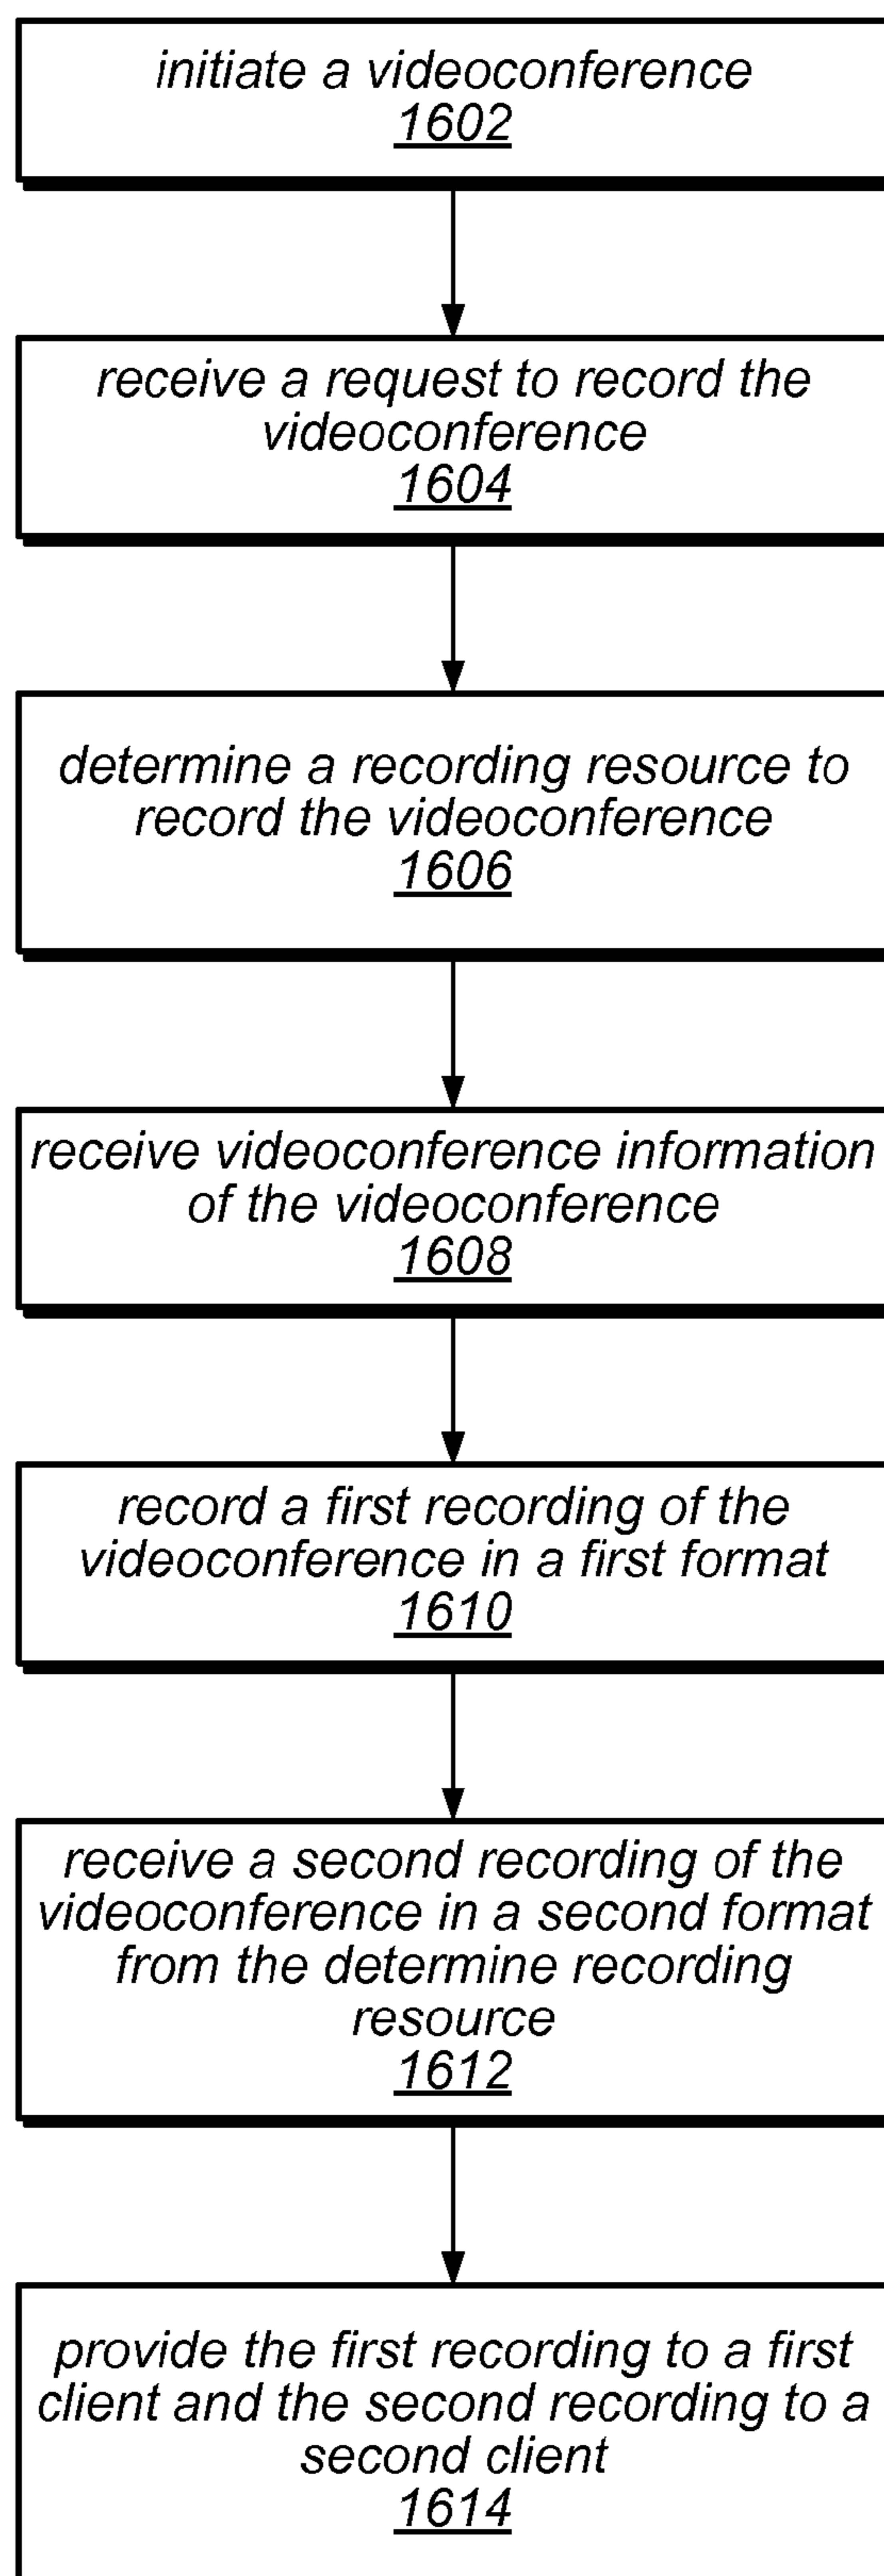 initiate a videoconference
1602
receive a request to record the
videoconference
1604
determine a recording resource to
record the videoconference
1606
receive videoconference information
of the videoconference
1608
record a first recording of the
videoconference in a first format
1610
receive a second recording of the
videoconference in a second format
from the determine recording
resource
1612
provide the first recording to a first
client and the second recording to a
second client
1614